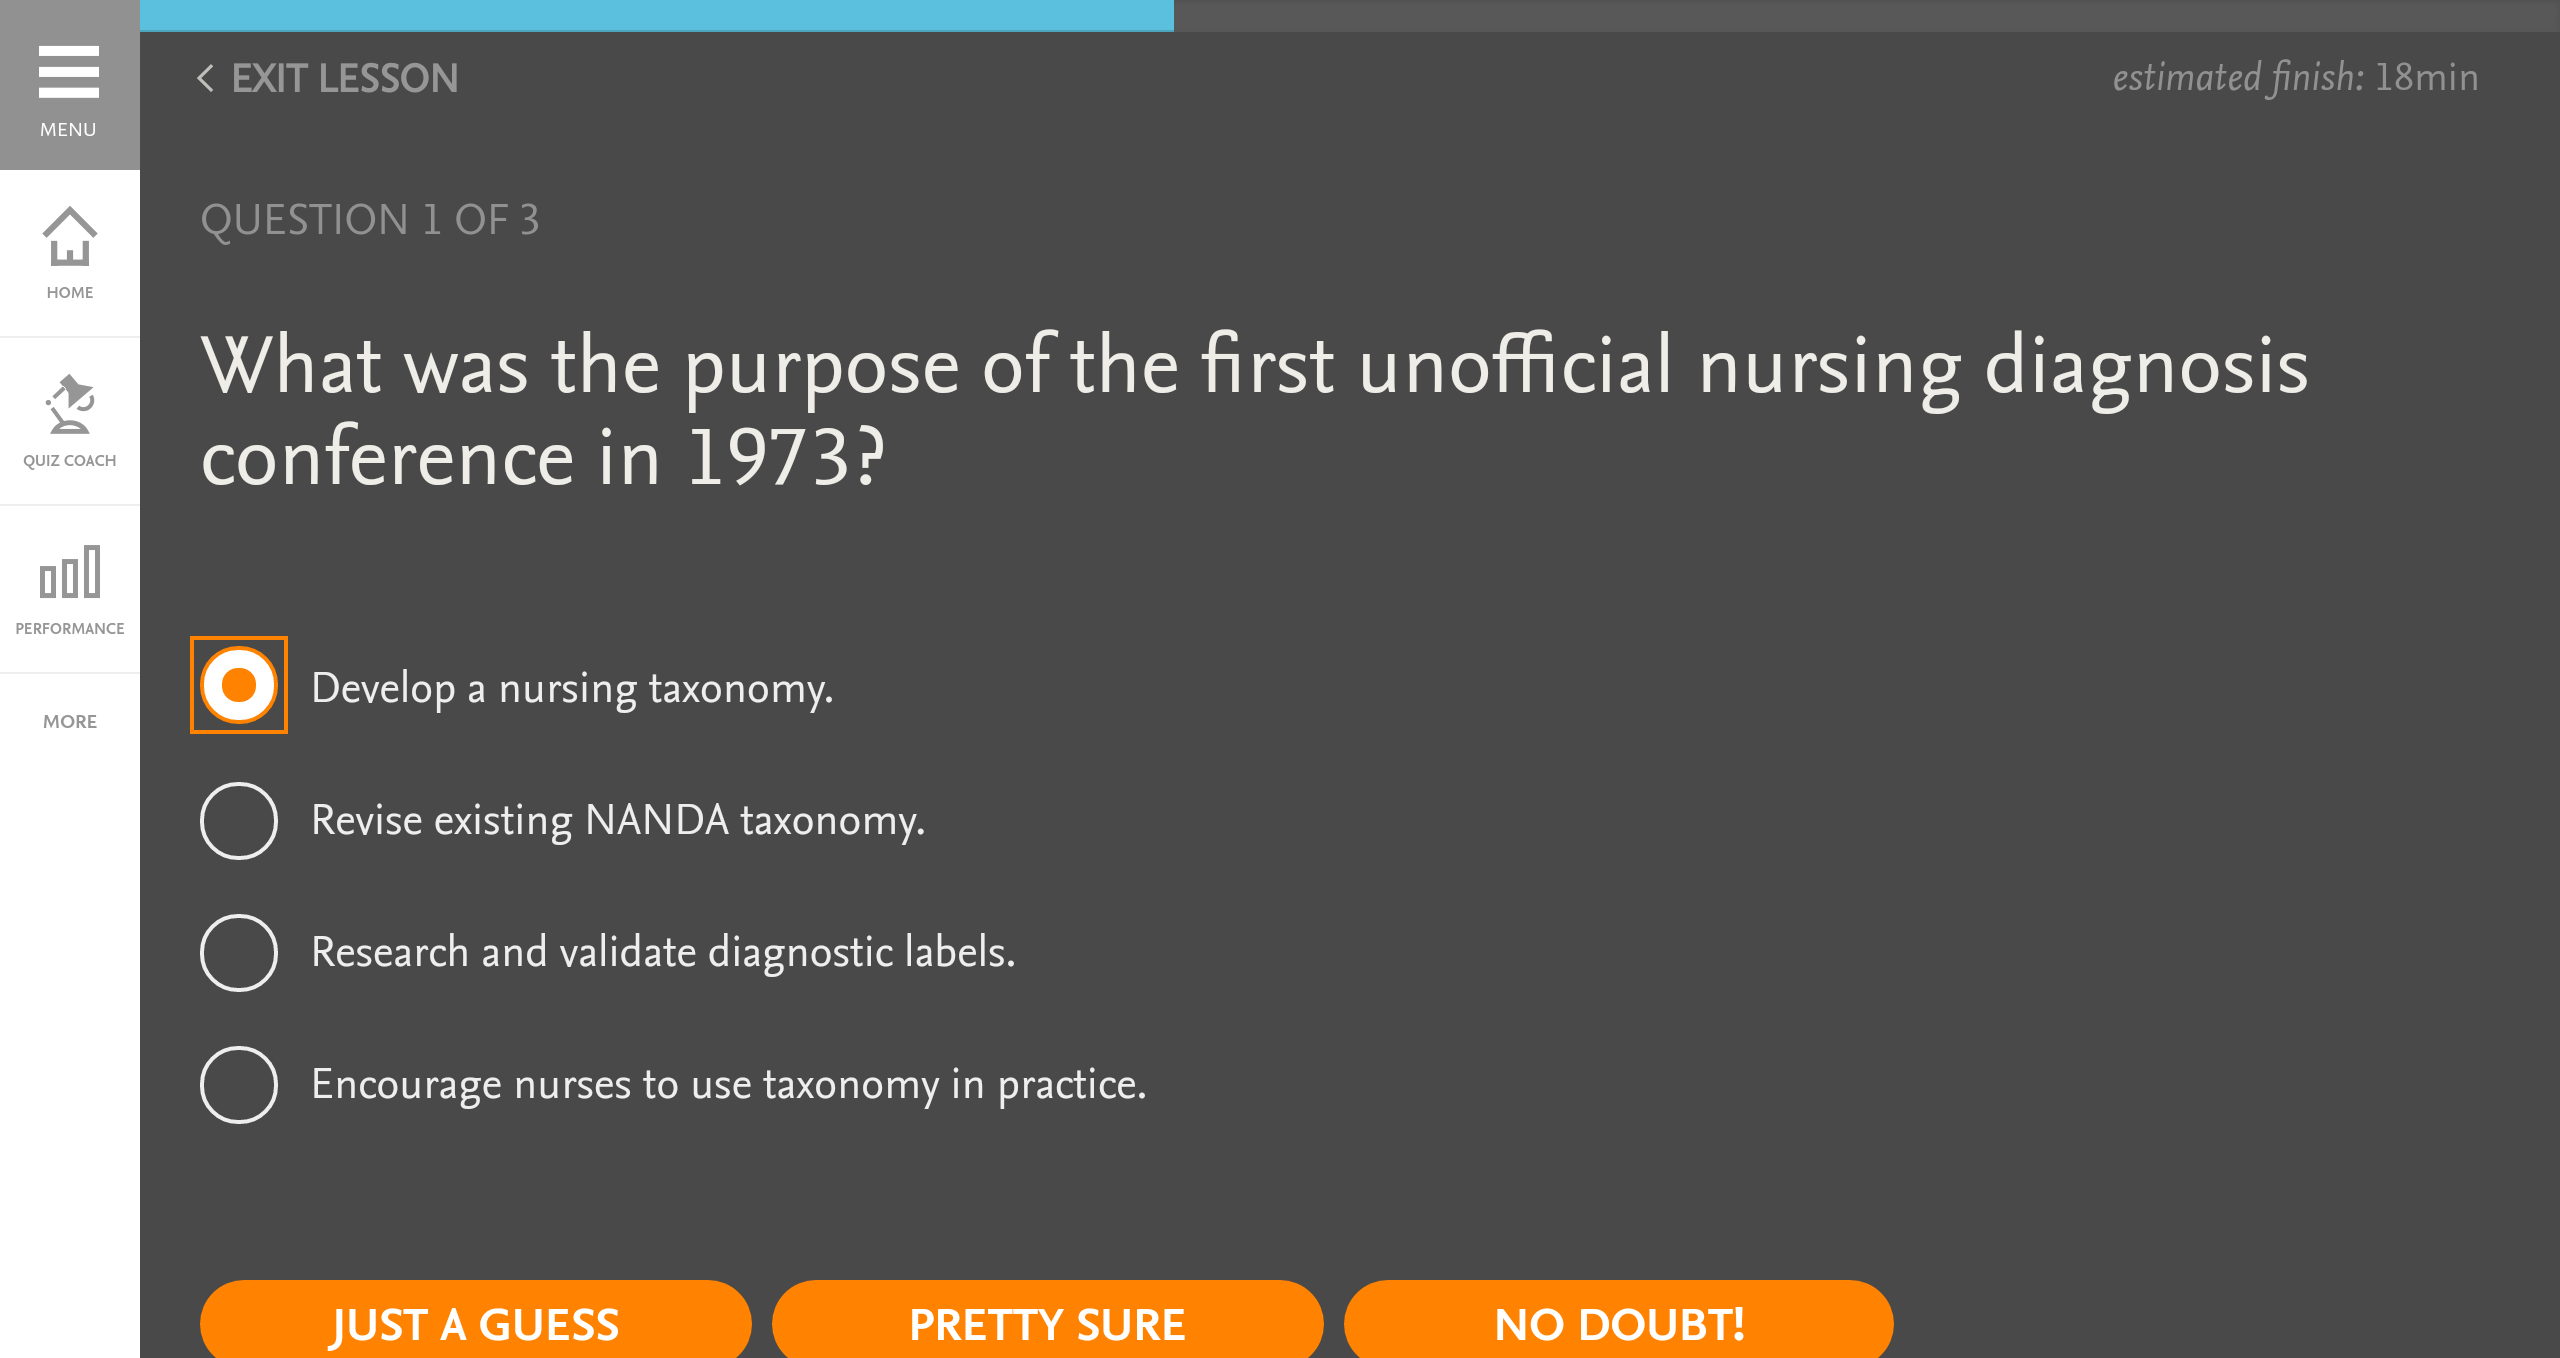 MENU
HOME
QUIZ COACH
PERFORMANCE
MORE
EXIT LESSON
estimated finish: 18min
QUESTION 1 OF 3
What was the purpose of the first unofficial nursing diagnosis
conference in 1973?
Develop a nursing taxonomy.
Revise existing NANDA taxonomy.
Research and validate diagnostic labels.
Encourage nurses to use taxonomy in practice.
JUST A GUESS
PRETTY SURE
NO DOUBT!